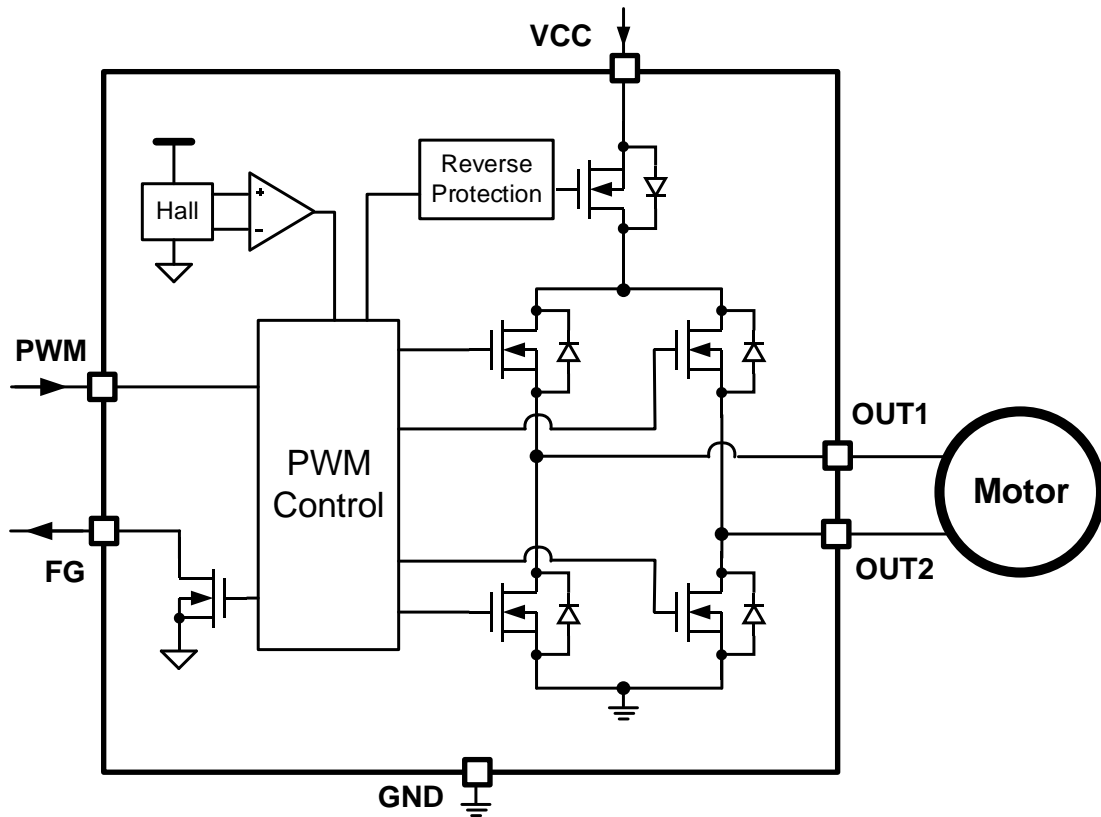 VCC
Reverse
Protection
Hall
+
-
PWM
OUT1
PWM
Control
Motor
FG
OUT2
GND